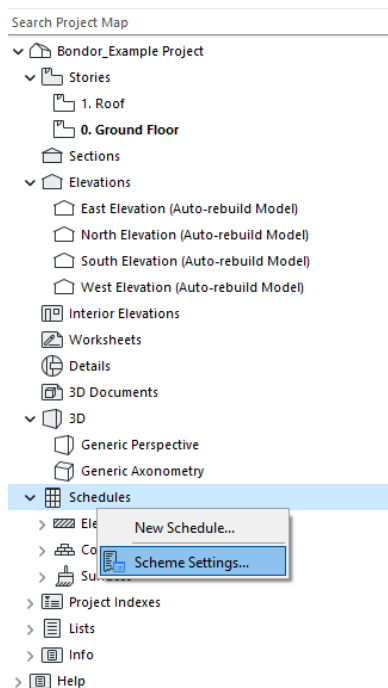 Search Project Map
Bondor_Example Project
Stories
1. Roof
0. Ground Floor
Sections
Elevations
East Elevation (Auto-rebuild Model)
North Elevation (Auto-rebuild Model)
South Elevation (Auto-rebuild Model)
West Elevation (Auto-rebuild Model)
Interior Elevations
Worksheets
Details
3D Documents
3D
Generic Perspective
Generic Axonometry
Schedules
Ele
New Schedule...
Co
Scheme Settings...
Project Indexes
Lists
Info
Help